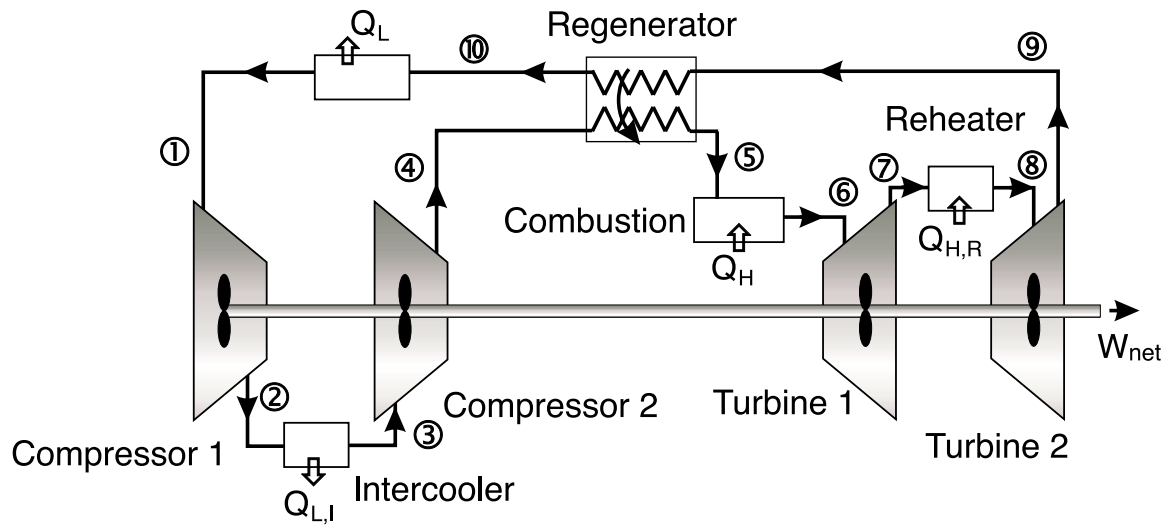 Q_L
⑩
Regenerator
⑨
Reheater
①
④
⑤
⑦
⑧
⑥
Combustion
Q_H
Q_H,R
W_net
②
③
Compressor 2
Turbine 1
Compressor 1
Turbine 2
Intercooler
Q_L,I